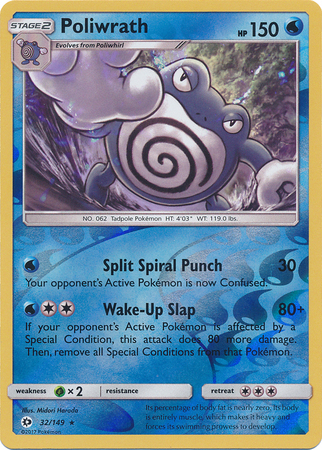 STAGE2 Poliwrath HP 150
Evolves from Poliwhirl
NO. 062 Tadpole Pokémon HT: 4'03" WT: 119.0 lbs.
Split Spiral Punch 30
Your opponent's Active Pokémon is now Confused.
Wake-Up Slap 80+
If your opponent's Active Pokémon is affected by a
Special Condition, this attack does 80 more damage.
Then, remove all Special Conditions from that Pokémon.
weakness ×2 resistance retreat
Illus. Midori Harada
32/149 ★
©2017 Pokémon
Its percentage of body fat is nearly zero. Its body
is entirely muscle, which makes it heavy and
forces its swimming prowess to develop.